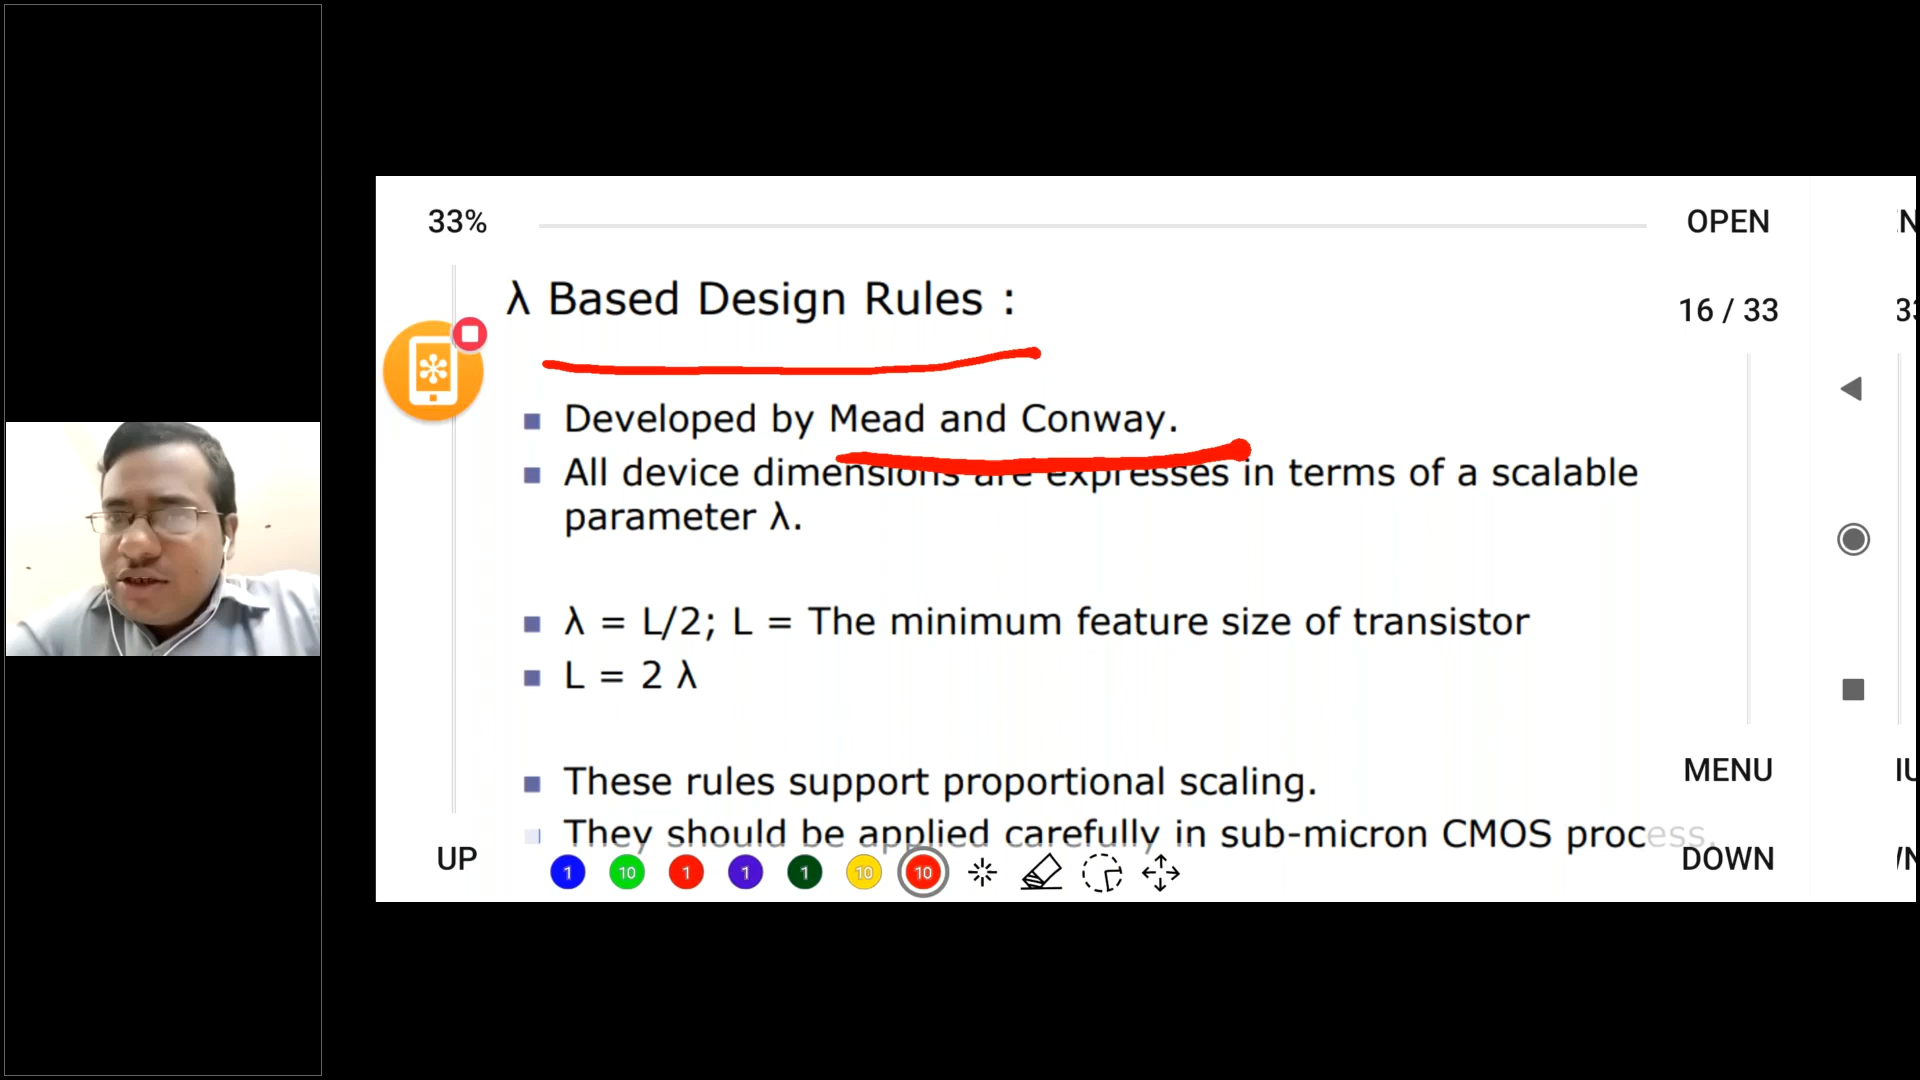 33%
OPEN
λ Based Design Rules :
16 / 33
Developed by Mead and Conway.
All device dimensions are expresses in terms of a scalable
parameter λ.
λ = L/2; L = The minimum feature size of transistor
L = 2 λ
These rules support proportional scaling.
MENU
They should be applied carefully in sub-micron CMOS process.
UP
DOWN
1 10 1 1 1 10 10